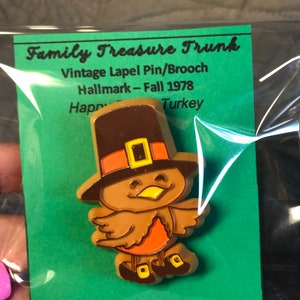 Family Treasure Trunk
Vintage Lapel Pin/Brooch
Hallmark – Fall 1978
Happy Turkey